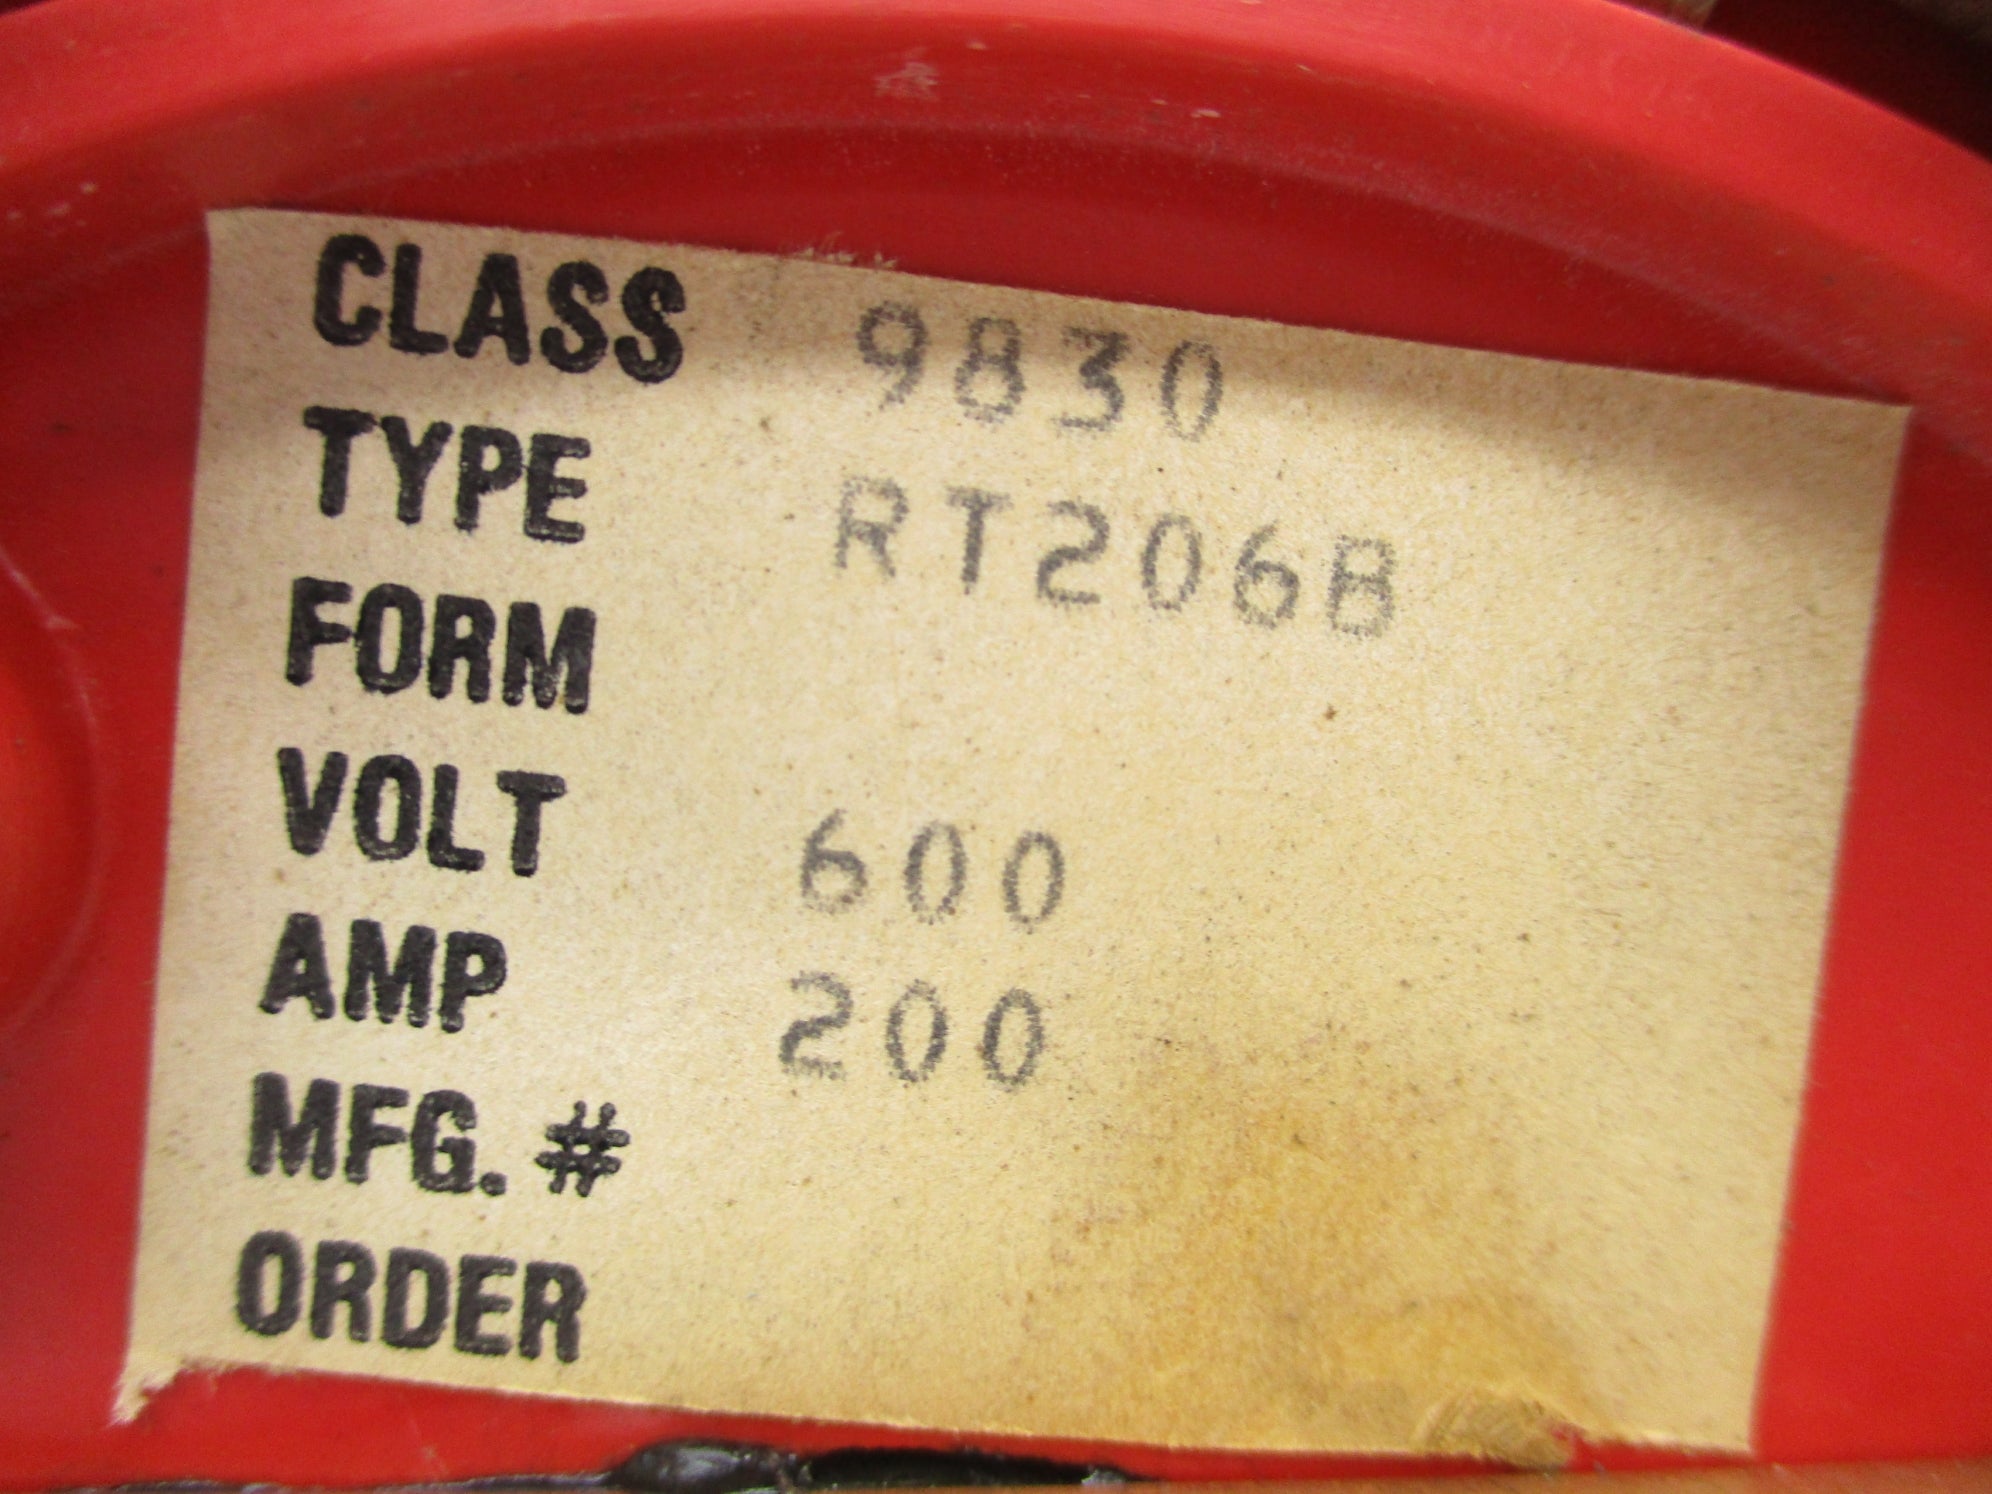 CLASS 9830
TYPE RT206B
FORM
VOLT 600
AMP 200
MFG. #
ORDER